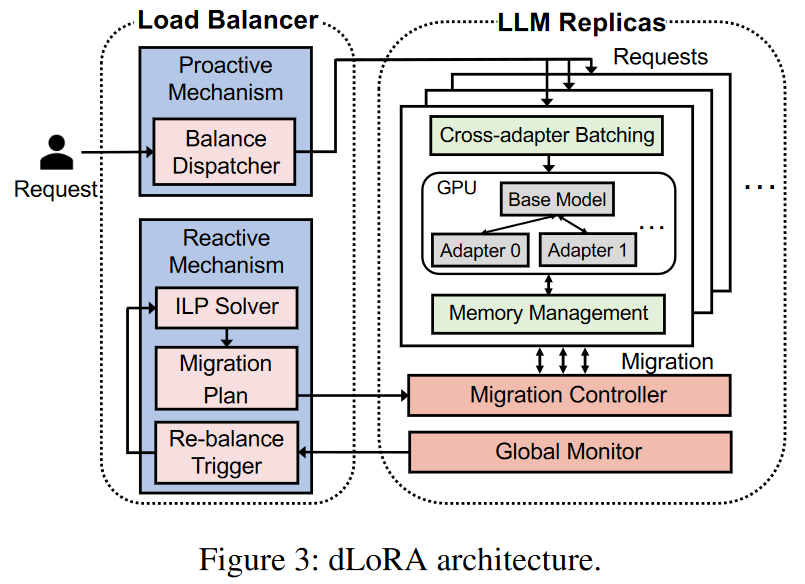 Load Balancer
Proactive
Mechanism
Balance
Dispatcher
Request
Reactive
Mechanism
ILP Solver
Migration
Plan
Re-balance
Trigger
LLM Replicas
Requests
Cross-adapter Batching
GPU
Base Model
...
Adapter 0
Adapter 1
Memory Management
...
Migration
Migration Controller
Global Monitor
Figure 3: dLoRA architecture.